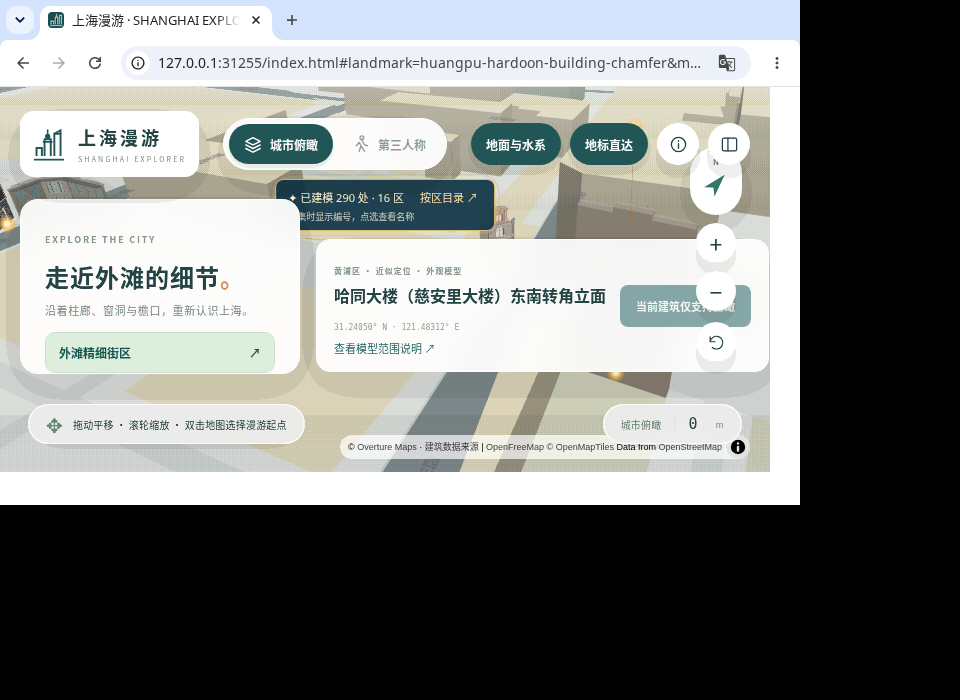 上海漫游 · SHANGHAI EXPLO
127.0.0.1:31255/index.html#landmark=huangpu-hardoon-building-chamfer&m...
上海漫游
SHANGHAI EXPLORER
城市俯瞰
第三人称
地面与水系
地标直达
N
✦ 已建模 290 处 · 16 区 按区目录 ↗
集时显示编号，点选查看名称
EXPLORE THE CITY
走近外滩的细节。
沿着柱廊、窗洞与檐口，重新认识上海。
外滩精细街区 ↗
黄浦区 · 近似定位 · 外观模型
哈同大楼（慈安里大楼）东南转角立面
31.24050° N · 121.48312° E
查看模型范围说明 ↗
当前建筑仅支
拖动平移 · 滚轮缩放 · 双击地图选择漫游起点
城市俯瞰 0 m
© Overture Maps · 建筑数据来源 | OpenFreeMap © OpenMapTiles Data from OpenStreetMap